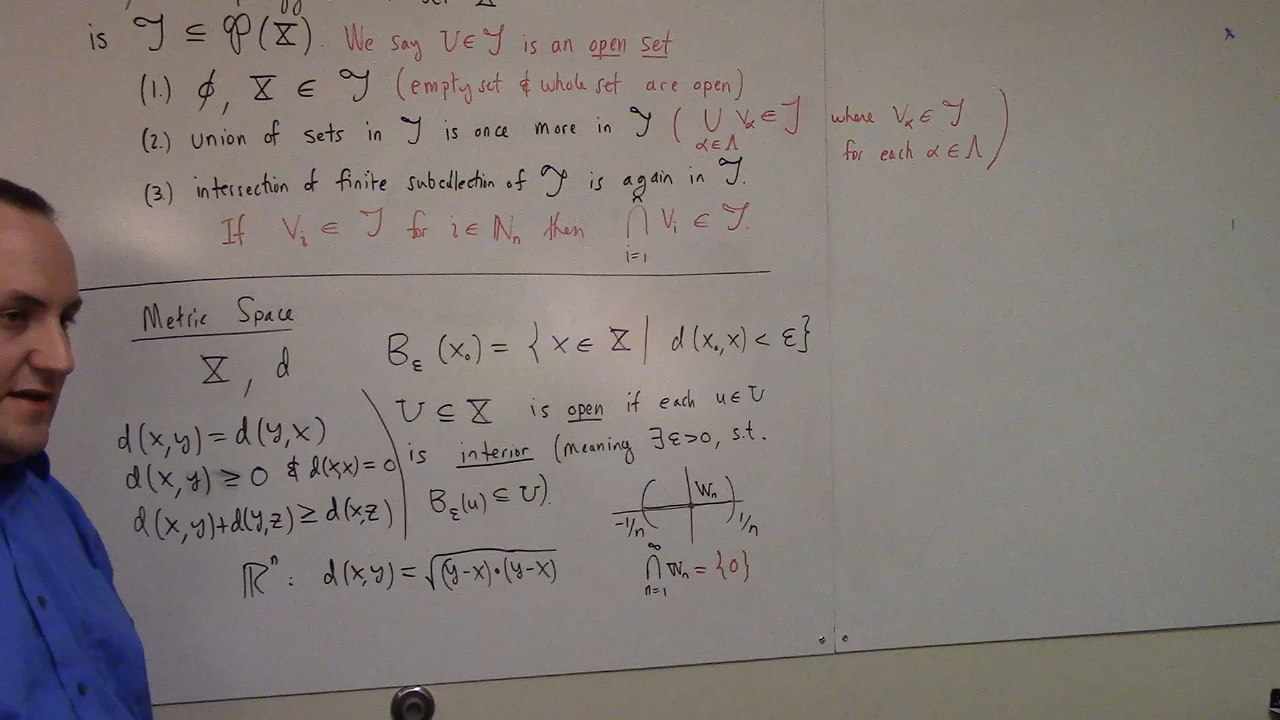 is 𝒯 ⊆ 𝒫(X). We say U ∈ 𝒯 is an open set
(1.) ϕ, X ∈ 𝒯 (empty set & whole set are open)
(2.) union of sets in 𝒯 is once more in 𝒯 ( ⋃_{α∈Λ} V_α ∈ 𝒯 where V_α ∈ 𝒯 for each α ∈ Λ )
(3.) intersection of finite subcollection of 𝒯 is again in 𝒯.
If V_i ∈ 𝒯 for i ∈ ℕ_n then ⋂_{i=1}^{n} V_i ∈ 𝒯.
Metric Space
X, d
d(x,y) = d(y,x)
d(x,y) ≥ 0 & d(x,x) = 0
d(x,y) + d(y,z) ≥ d(x,z)
B_ε(x₀) = { x ∈ X | d(x₀,x) < ε }
U ⊆ X is open if each u ∈ U
is interior (meaning ∃ε>0, s.t.
B_ε(u) ⊆ U).
W_n
-1/n 1/n
ℝⁿ: d(x,y) = √((y-x)•(y-x))
⋂_{n=1}^{∞} W_n = {0}